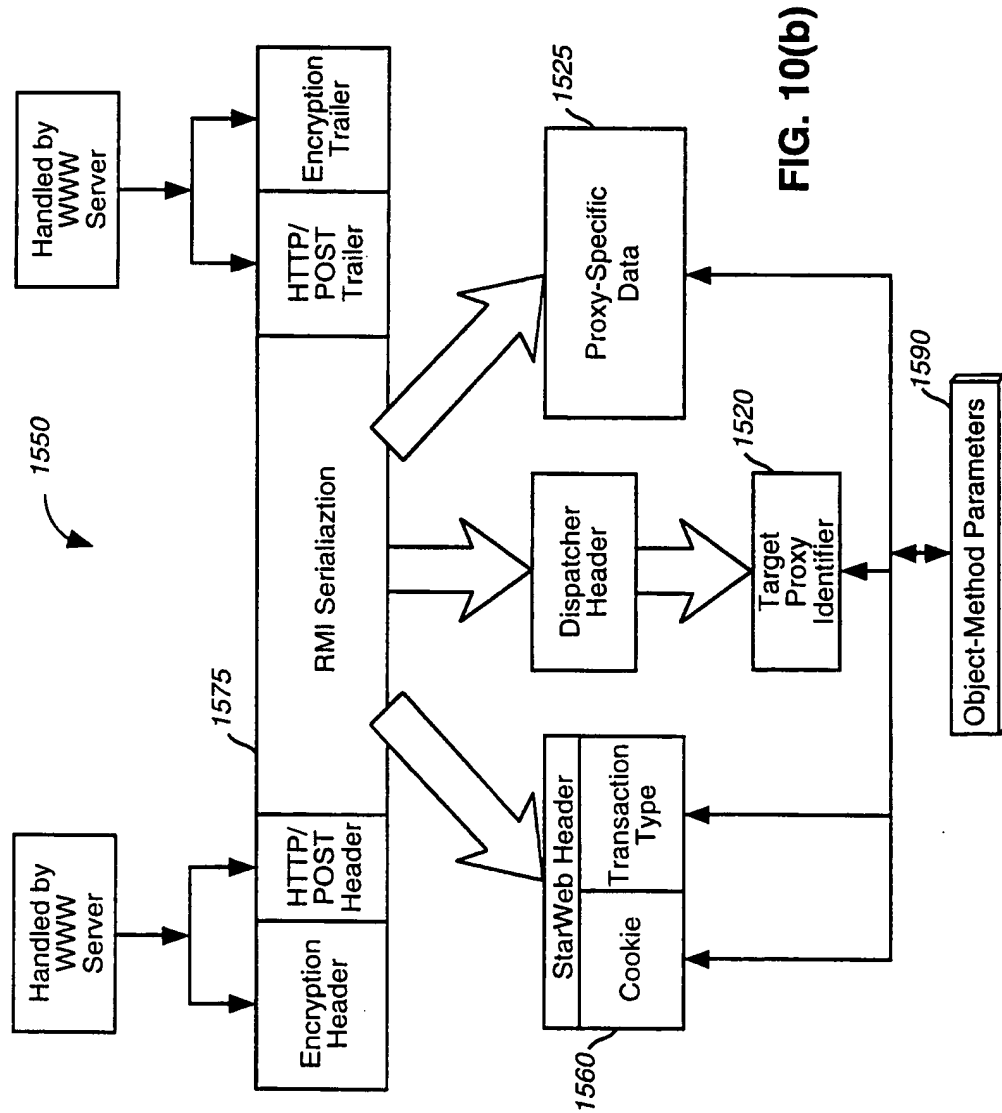 Handled by
WWW
Server
Handled by
WWW
Server
1550
1575
Encryption
Header
HTTP/
POST
Header
RMI Serialiaztion
HTTP/
POST
Trailer
Encryption
Trailer
1560
StarWeb Header
Cookie
Transaction
Type
Dispatcher
Header
1520
Target
Proxy
Identifier
1525
Proxy-Specific
Data
1590
Object-Method Parameters
FIG. 10(b)